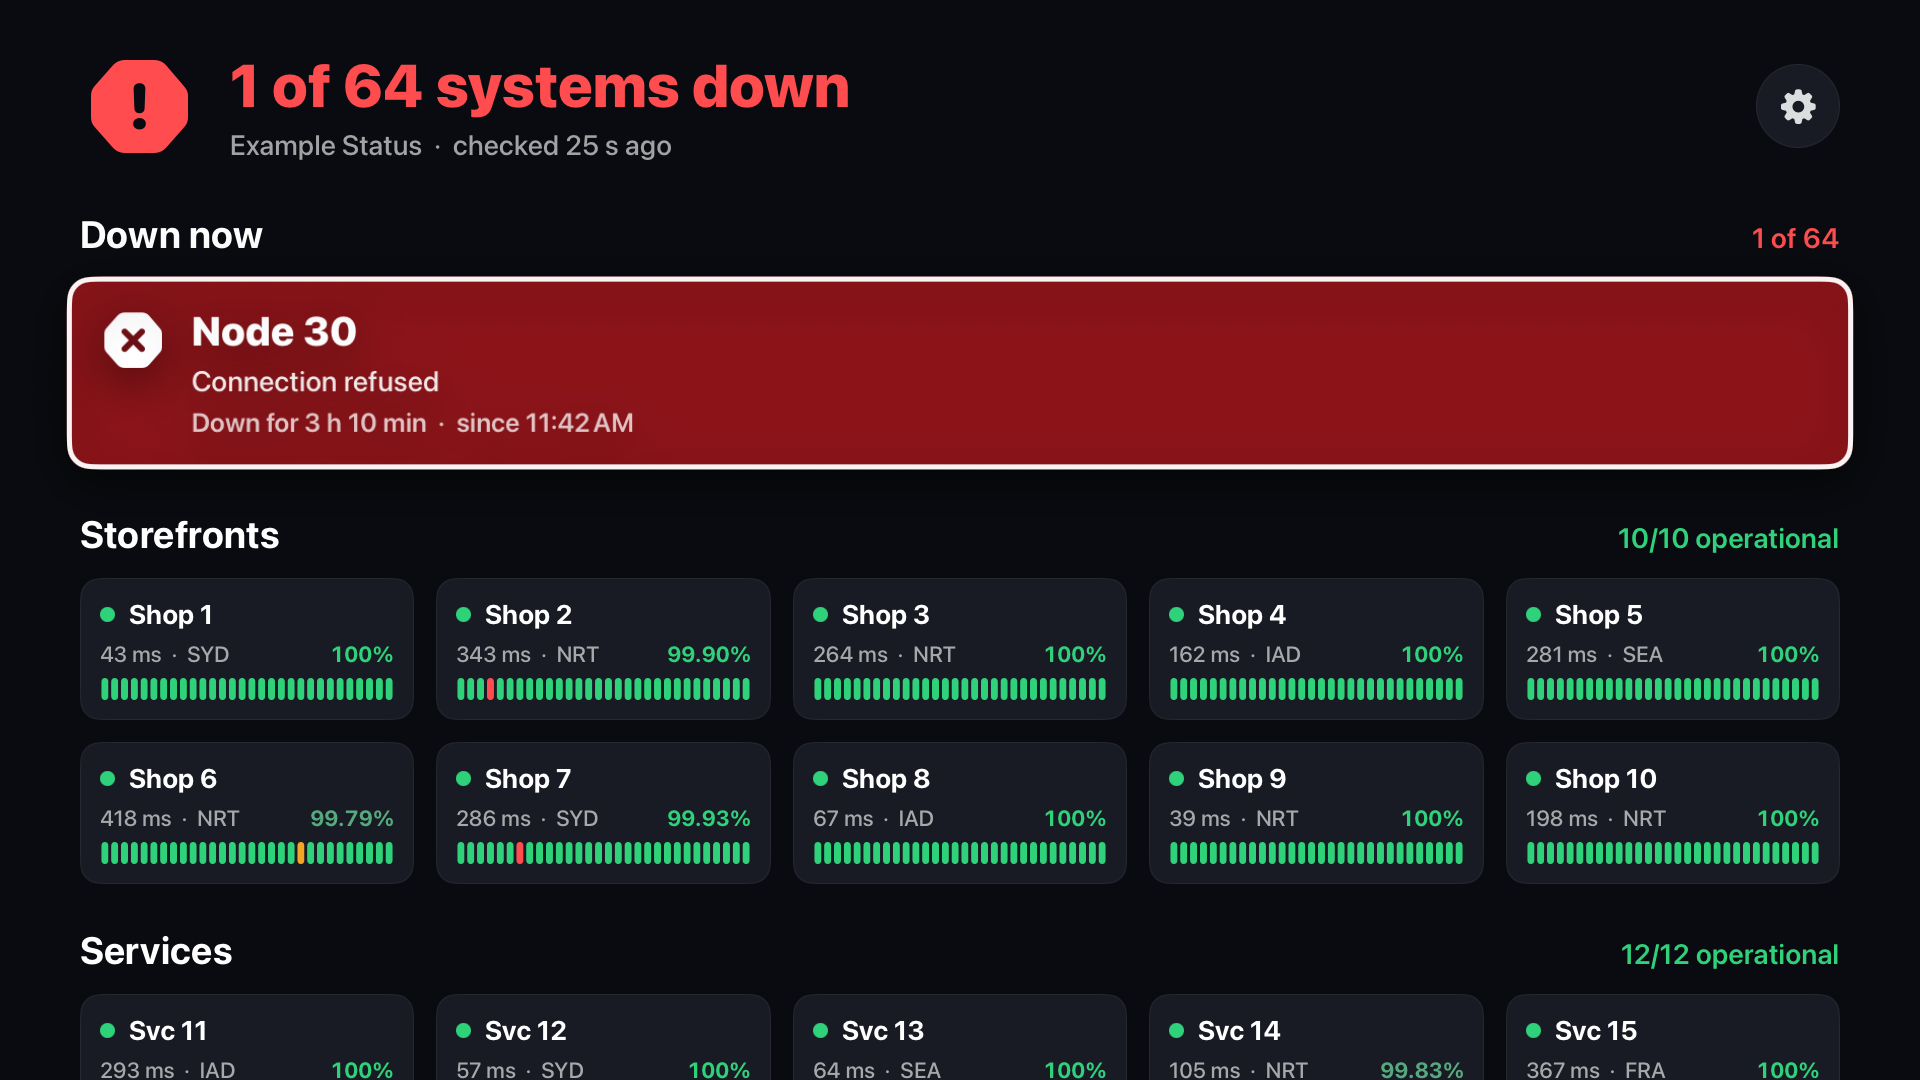 1 of 64 systems down
Example Status · checked 25 s ago
Down now
1 of 64
Node 30
Connection refused
Down for 3 h 10 min · since 11:42 AM
Storefronts
10/10 operational
Shop 1
43 ms · SYD 100%
Shop 2
343 ms · NRT 99.90%
Shop 3
264 ms · NRT 100%
Shop 4
162 ms · IAD 100%
Shop 5
281 ms · SEA 100%
Shop 6
418 ms · NRT 99.79%
Shop 7
286 ms · SYD 99.93%
Shop 8
67 ms · IAD 100%
Shop 9
39 ms · NRT 100%
Shop 10
198 ms · NRT 100%
Services
12/12 operational
Svc 11
293 ms · IAD 100%
Svc 12
57 ms · SYD 100%
Svc 13
64 ms · SEA 100%
Svc 14
105 ms · NRT 99.83%
Svc 15
367 ms · FRA 100%